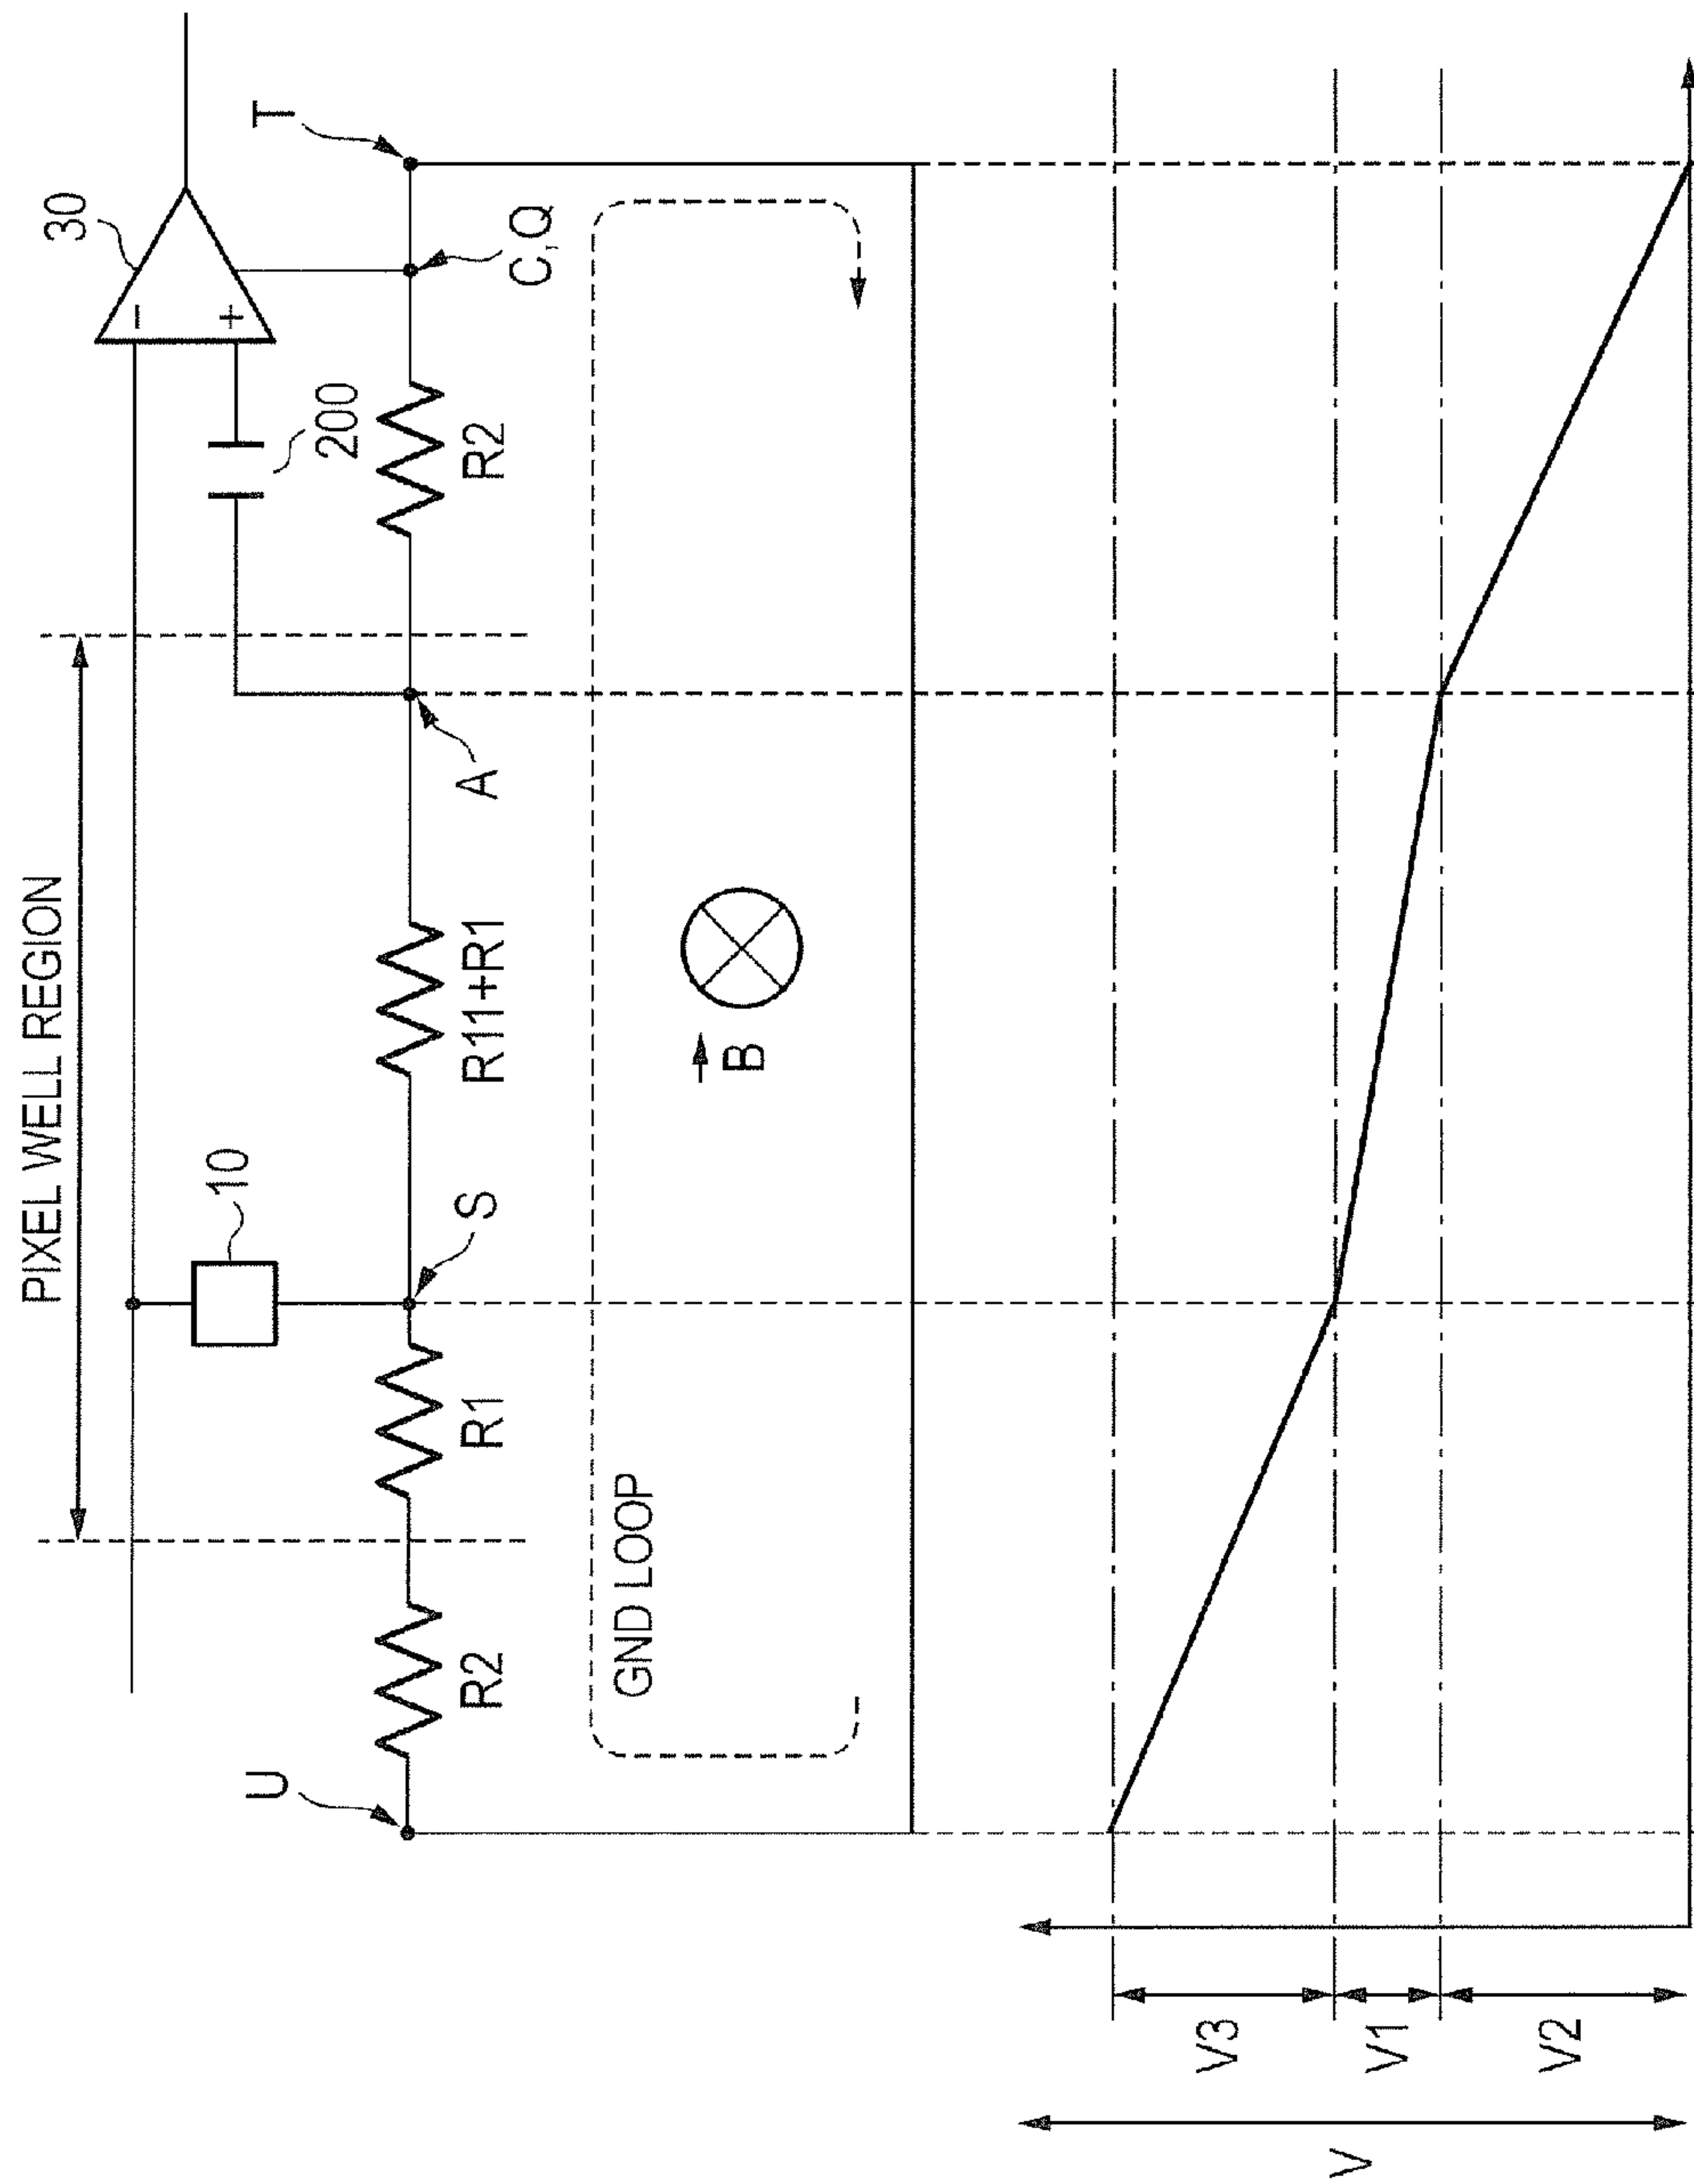 PIXEL WELL REGION
30
-
+
10
200
T
U
R2
R1
S
R11+R1
A
R2
C,Q
GND LOOP
B
V
V3
V1
V2